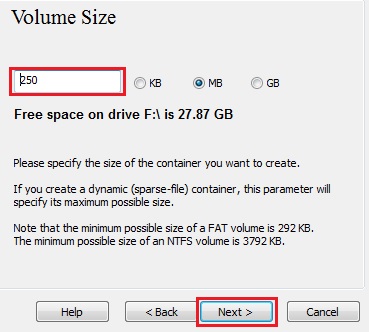 Volume Size
250 KB MB GB
Free space on drive F:\ is 27.87 GB
Please specify the size of the container you want to create.
If you create a dynamic (sparse-file) container, this parameter will
specify its maximum possible size.
Note that the minimum possible size of a FAT volume is 292 KB.
The minimum possible size of an NTFS volume is 3792 KB.
Help < Back Next > Cancel